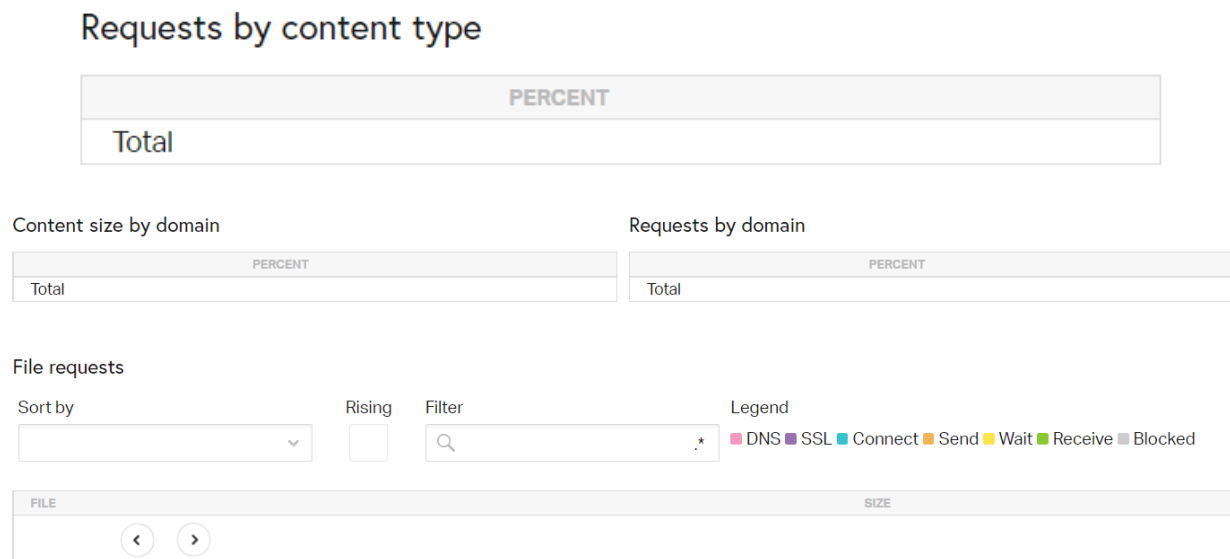 Requests by content type
PERCENT
Total
Content size by domain
PERCENT
Total
Requests by domain
PERCENT
Total
File requests
Sort by
Rising
Filter
.*
Legend
DNS SSL Connect Send Wait Receive Blocked
FILE SIZE